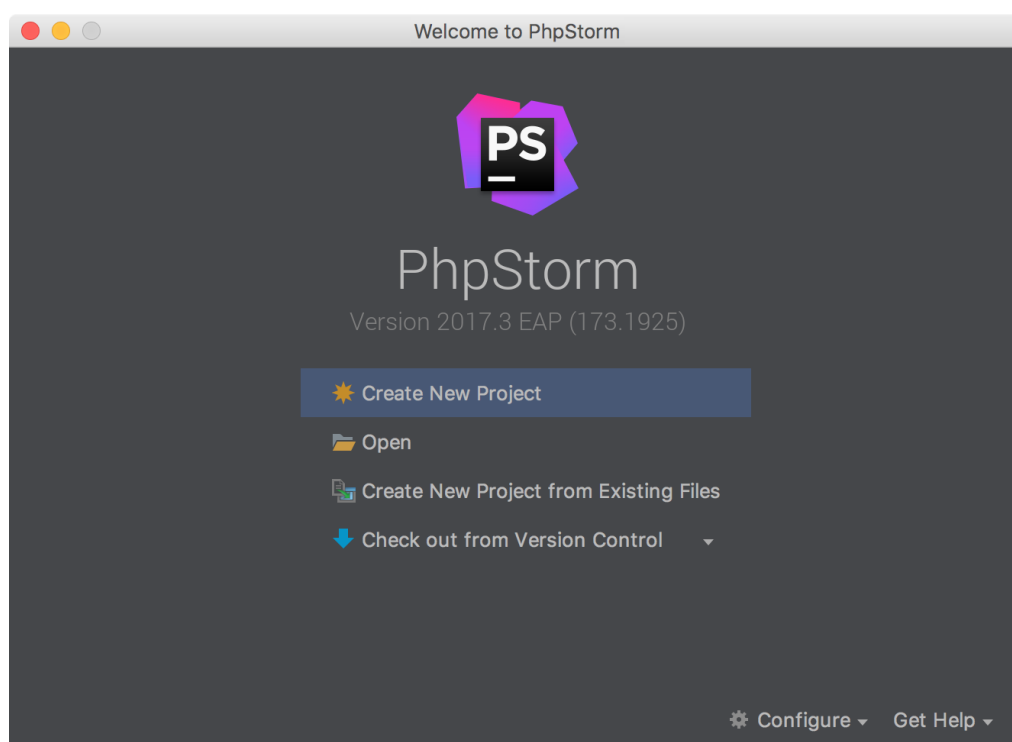 Welcome to PhpStorm
PS
PhpStorm
Version 2017.3 EAP (173.1925)
Create New Project
Open
Create New Project from Existing Files
Check out from Version Control
Configure Get Help